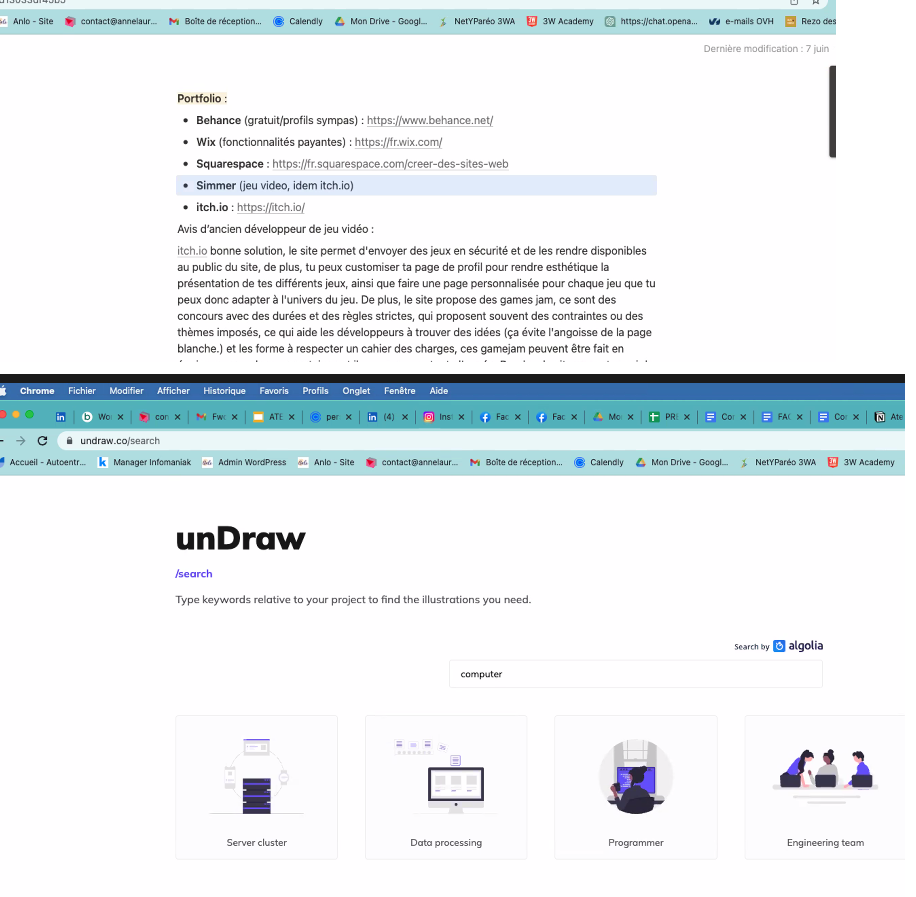 Anlo - Site contact@annelaur... Boîte de réception... Calendly Mon Drive - Googl... NetYParéo 3WA 3W Academy https://chat.opena... e-mails OVH Rezo des
Dernière modification : 7 juin
Portfolio :
• Behance (gratuit/profils sympas) : https://www.behance.net/
• Wix (fonctionnalités payantes) : https://fr.wix.com/
• Squarespace : https://fr.squarespace.com/creer-des-sites-web
• Simmer (jeu video, idem itch.io)
• itch.io : https://itch.io/
Avis d'ancien développeur de jeu vidéo :
itch.io bonne solution, le site permet d'envoyer des jeux en sécurité et de les rendre disponibles
au public du site, de plus, tu peux customiser ta page de profil pour rendre esthétique la
présentation de tes différents jeux, ainsi que faire une page personnalisée pour chaque jeu que tu
peux donc adapter à l'univers du jeu. De plus, le site propose des games jam, ce sont des
concours avec des durées et des règles strictes, qui proposent souvent des contraintes ou des
thèmes imposés, ce qui aide les développeurs à trouver des idées (ça évite l'angoisse de la page
blanche.) et les forme à respecter un cahier des charges, ces gamejam peuvent être fait en
Chrome Fichier Modifier Afficher Historique Favoris Profils Onglet Fenêtre Aide
Wo con Fwc ATE per (4) Ins Fac Fac Mo PRI Co FAC Co Ate
undraw.co/search
Accueil - Autoentr... Manager Infomaniak Admin WordPress Anlo - Site contact@annelaur... Boîte de réception... Calendly Mon Drive - Googl... NetYParéo 3WA 3W Academy
unDraw
/search
Type keywords relative to your project to find the illustrations you need.
Search by algolia
computer
Server cluster Data processing Programmer Engineering team